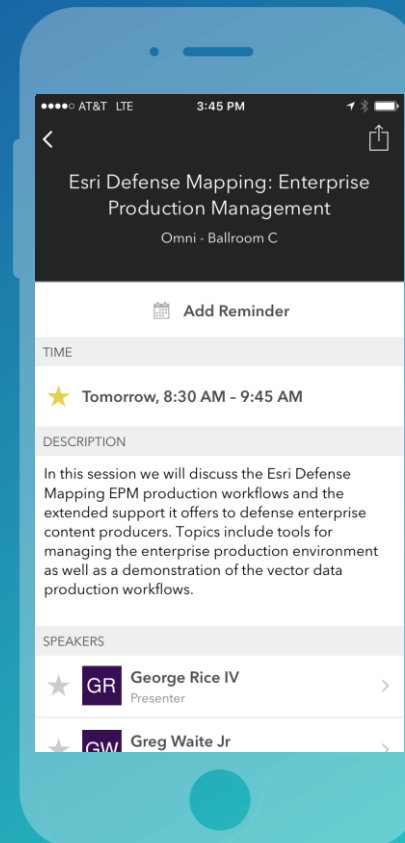 AT&T LTE 3:45 PM
Esri Defense Mapping: Enterprise
Production Management
Omni - Ballroom C
Add Reminder
TIME
Tomorrow, 8:30 AM – 9:45 AM
DESCRIPTION
In this session we will discuss the Esri Defense
Mapping EPM production workflows and the
extended support it offers to defense enterprise
content producers. Topics include tools for
managing the enterprise production environment
as well as a demonstration of the vector data
production workflows.
SPEAKERS
GR George Rice IV
Presenter
GW Greg Waite Jr